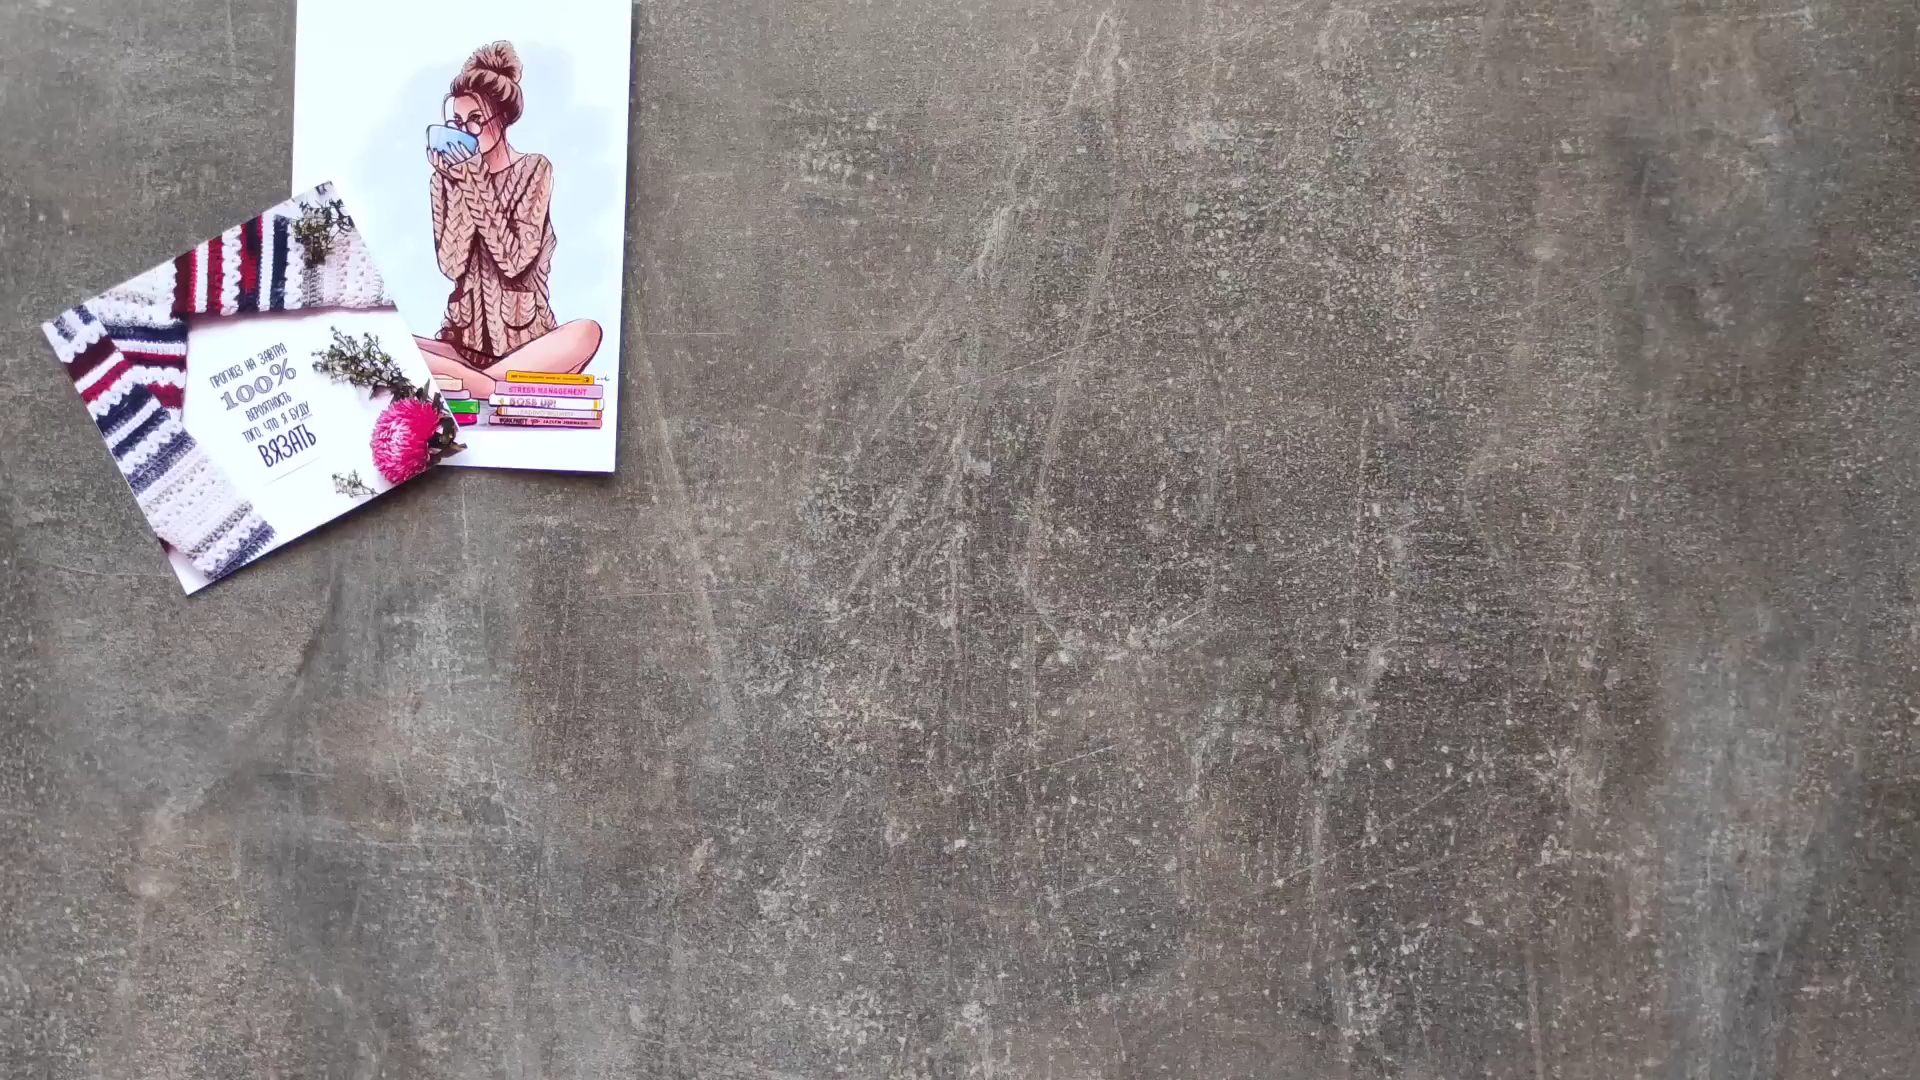 ПРОГНОЗ НА ЗАВТРА
100%
ВЕРОЯТНОСТЬ
ТОГО, ЧТО Я БУДУ
ВЯЗАТЬ
STRESS MANAGEMENT
BOSS UP!